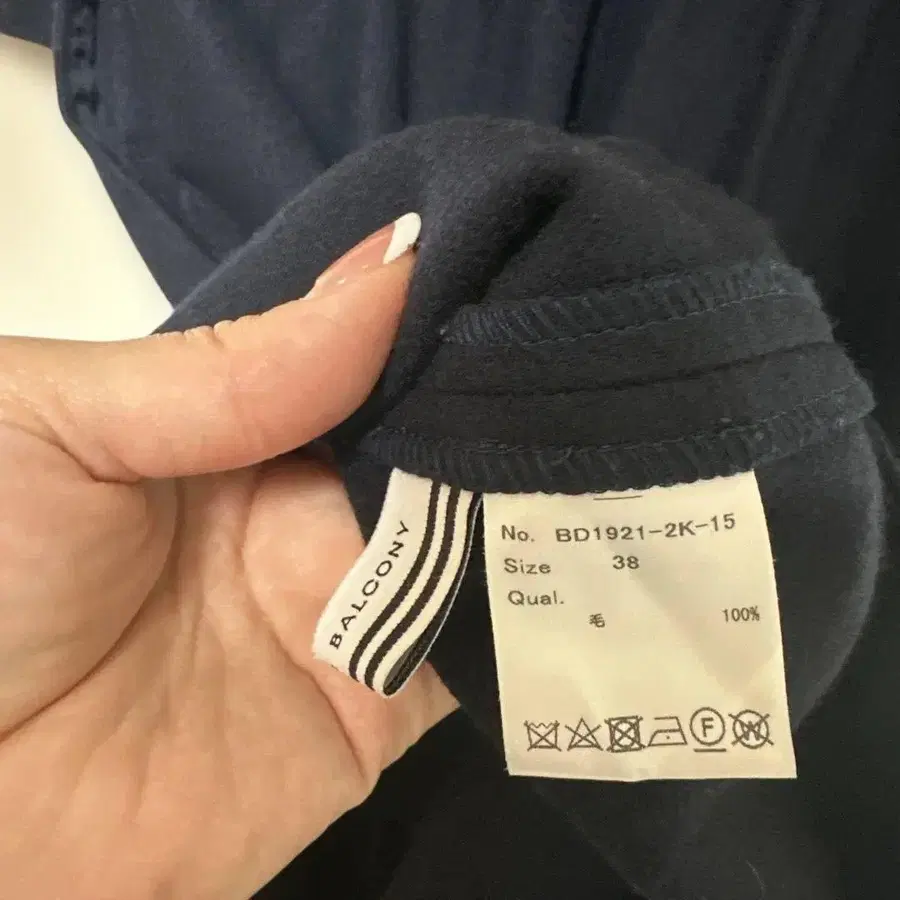 BALCONY
No. BD1921-2K-15
Size 38
Qual.
毛 100%
F W